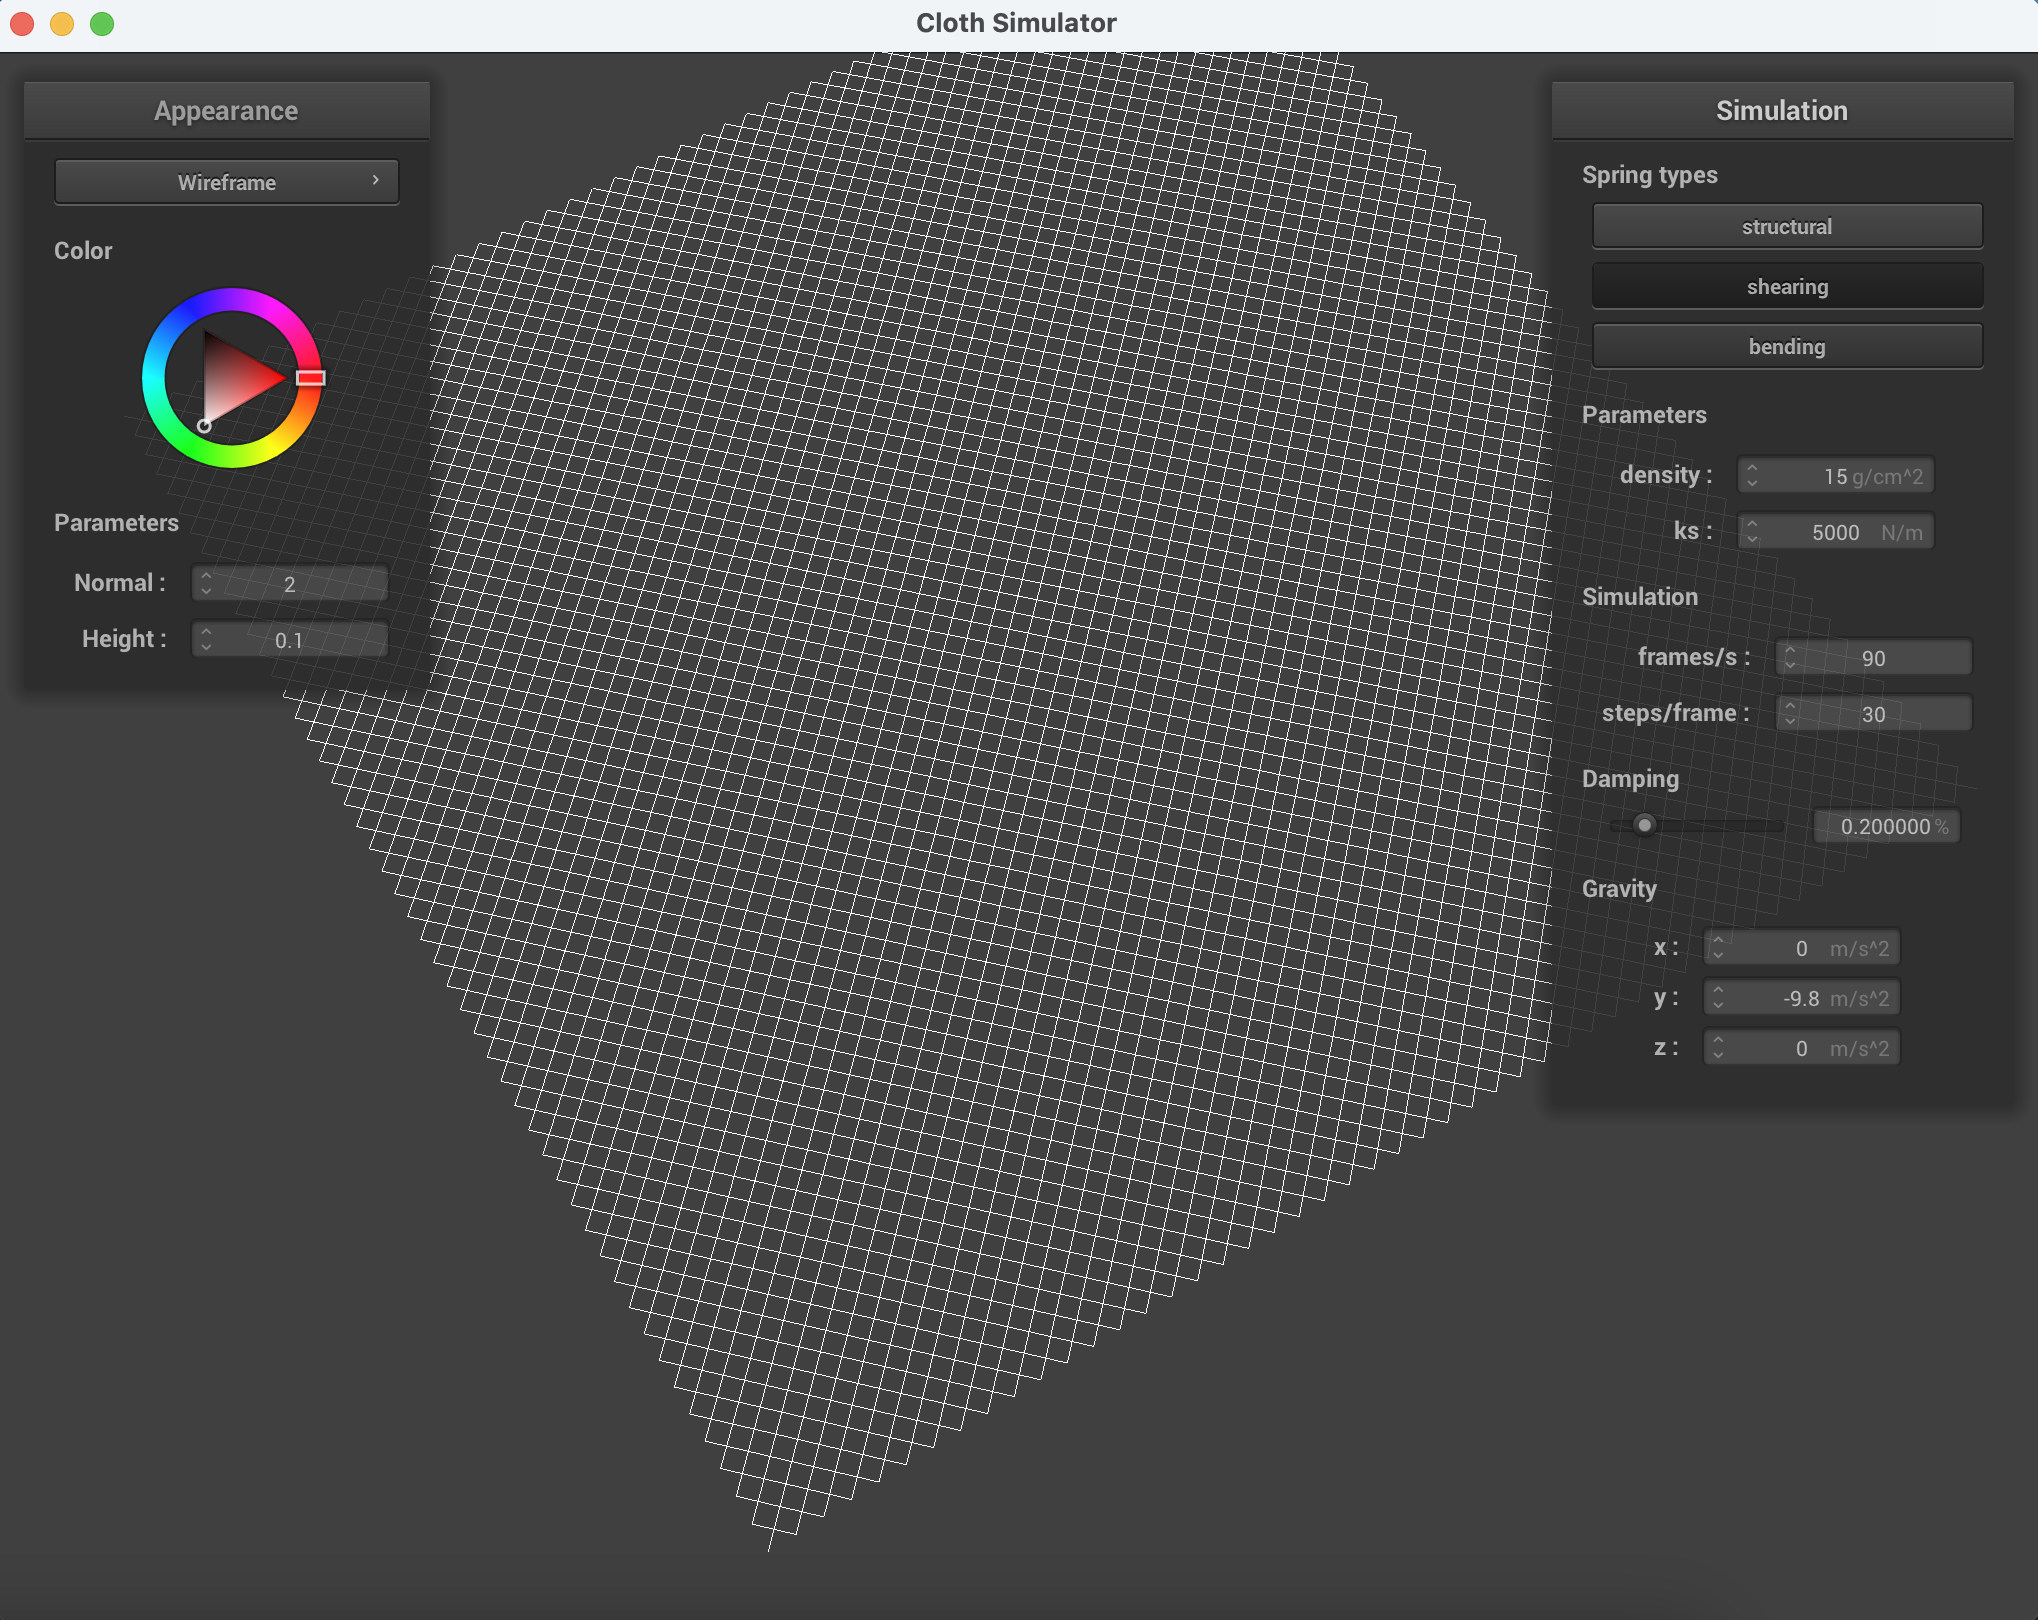 Cloth Simulator
Appearance
Wireframe
Color
Parameters
Normal : 2
Height : 0.1
Simulation
Spring types
structural
shearing
bending
Parameters
density : 15 g/cm^2
ks : 5000 N/m
Simulation
frames/s : 90
steps/frame : 30
Damping
0.200000 %
Gravity
x : 0 m/s^2
y : -9.8 m/s^2
z : 0 m/s^2